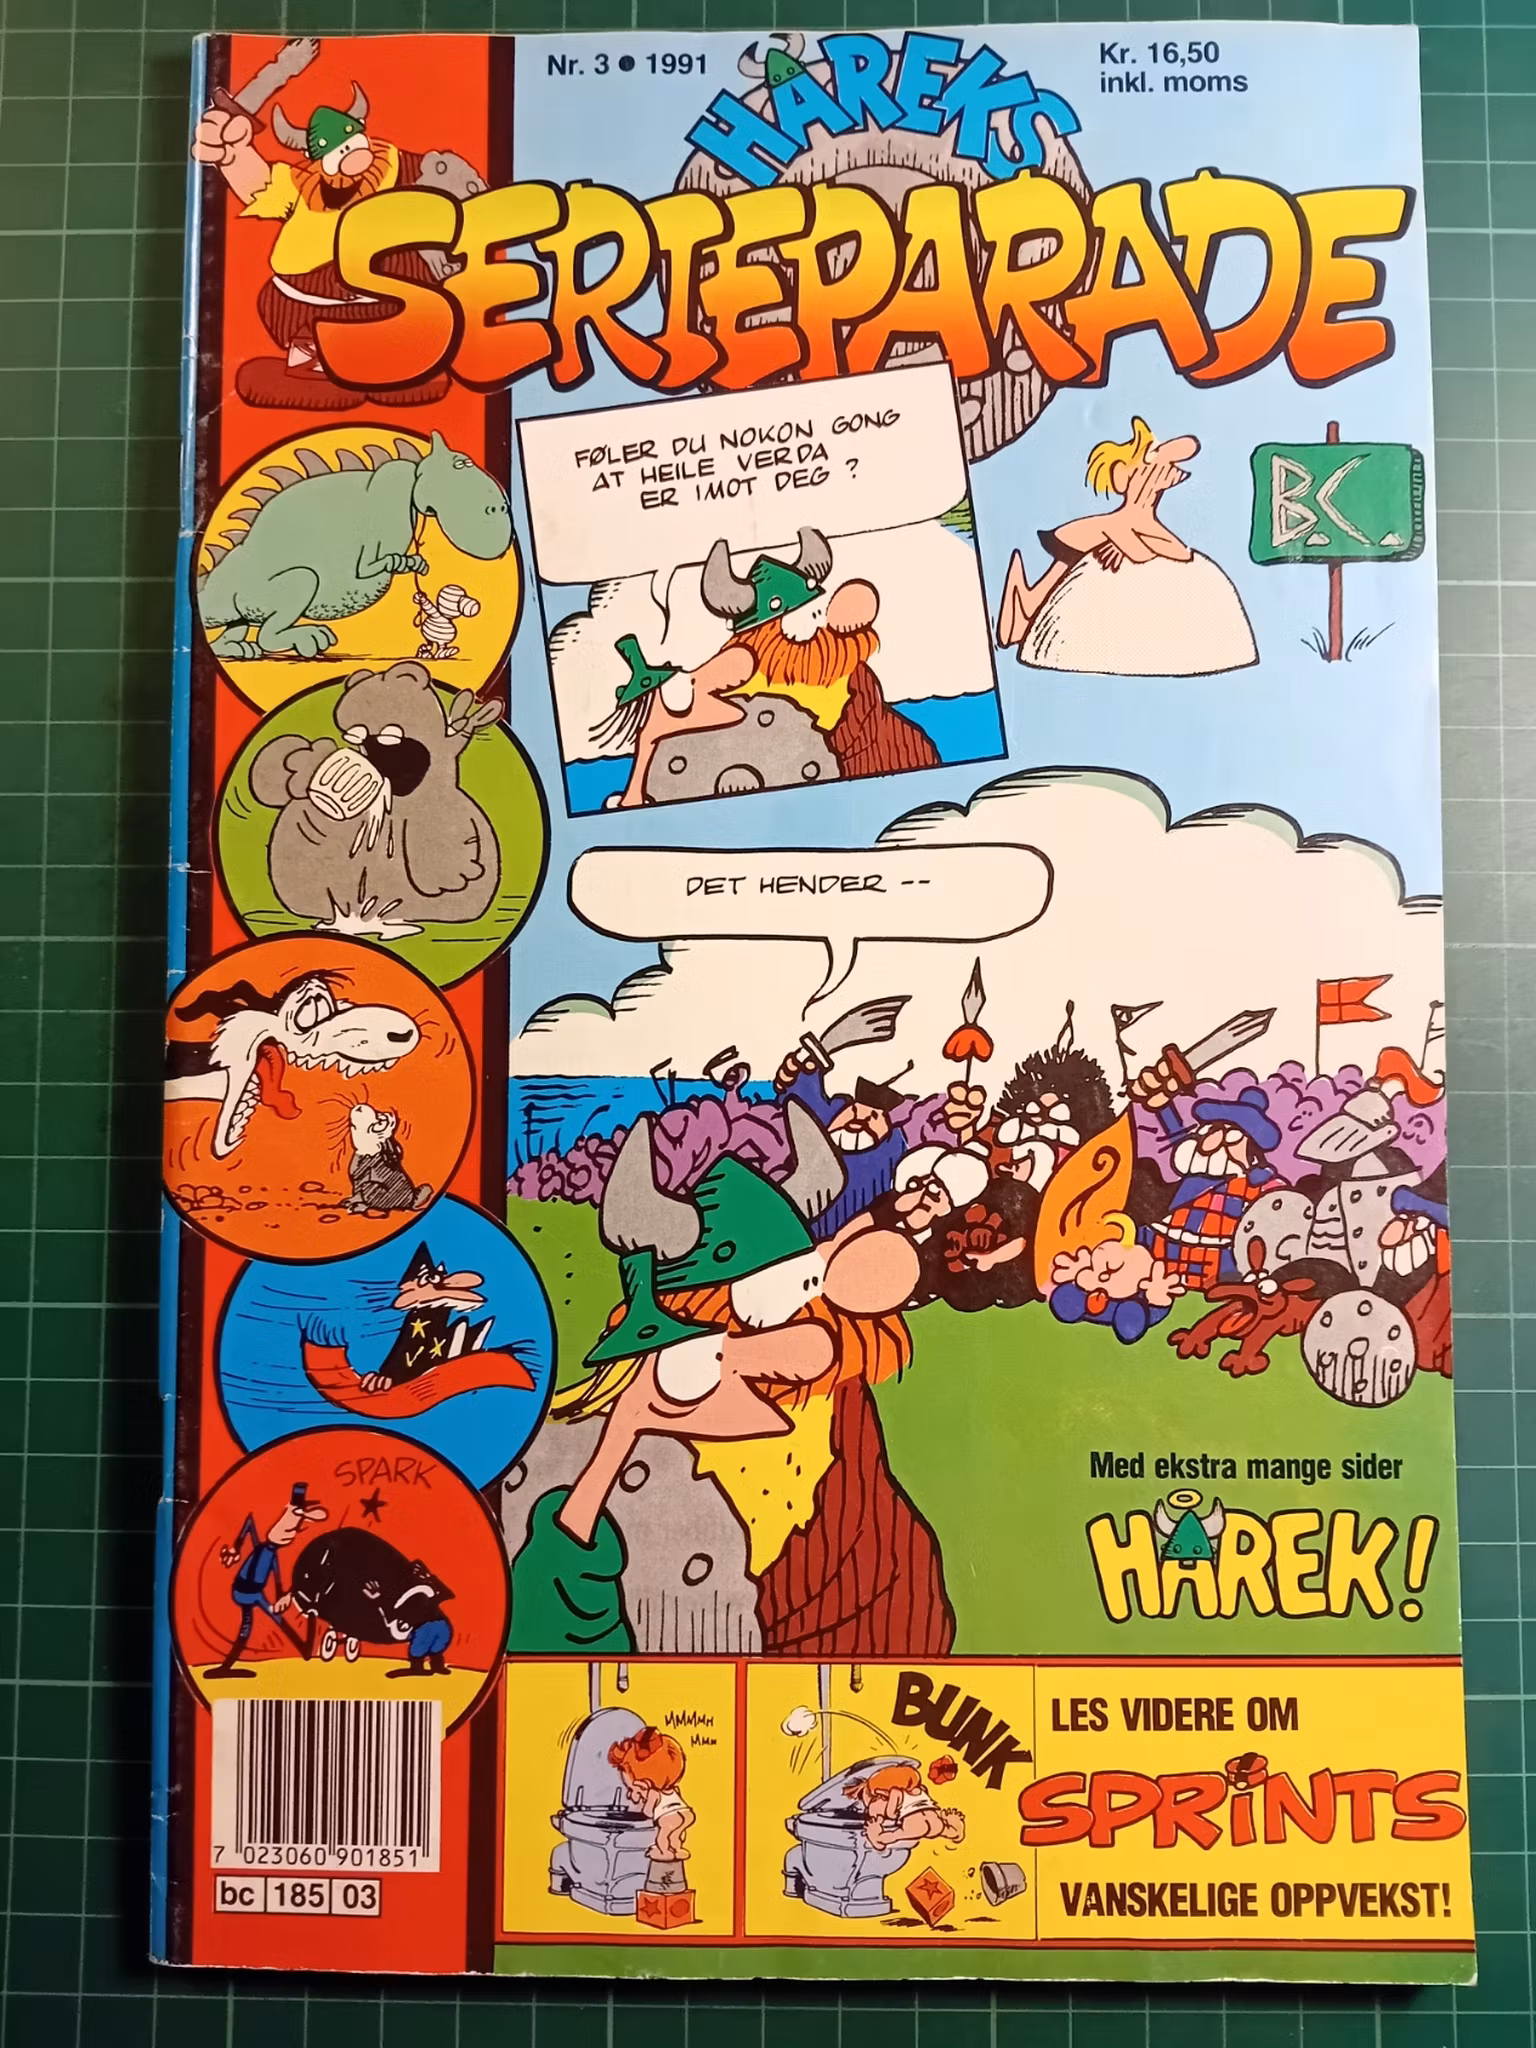 Nr. 3 ● 1991
Kr. 16,50
inkl. moms
HÅREKS
SERIEPARADE
FØLER DU NOKON GONG
AT HEILE VERDA
ER IMOT DEG ?
B.C.
DET HENDER --
SPARK
Med ekstra mange sider
HÅREK!
MMMMH
MMH
BUNK
LES VIDERE OM
SPRiNTS
VANSKELIGE OPPVEKST!
7 023060 901851
bc 185 03